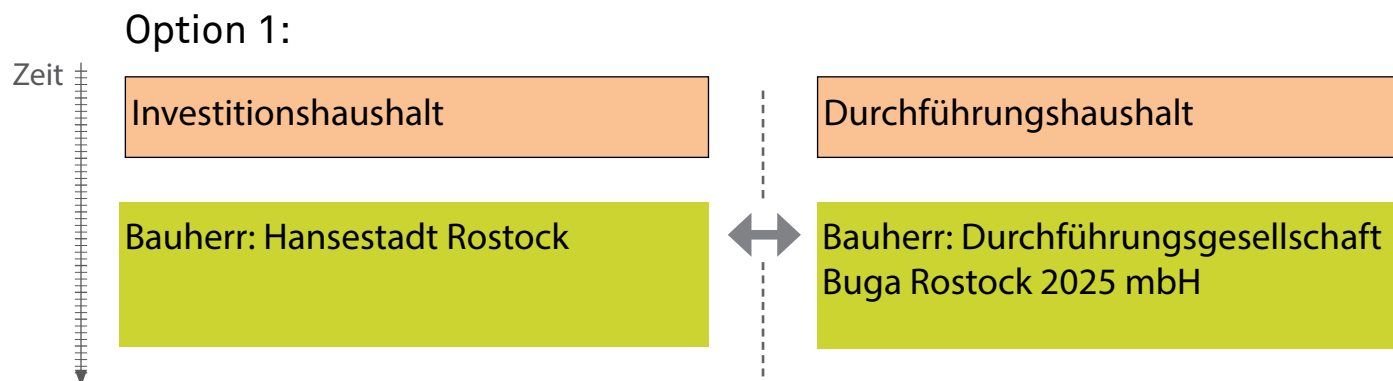 Option 1:
Zeit
Investitionshaushalt
Durchführungshaushalt
Bauherr: Hansestadt Rostock
Bauherr: Durchführungsgesellschaft
Buga Rostock 2025 mbH